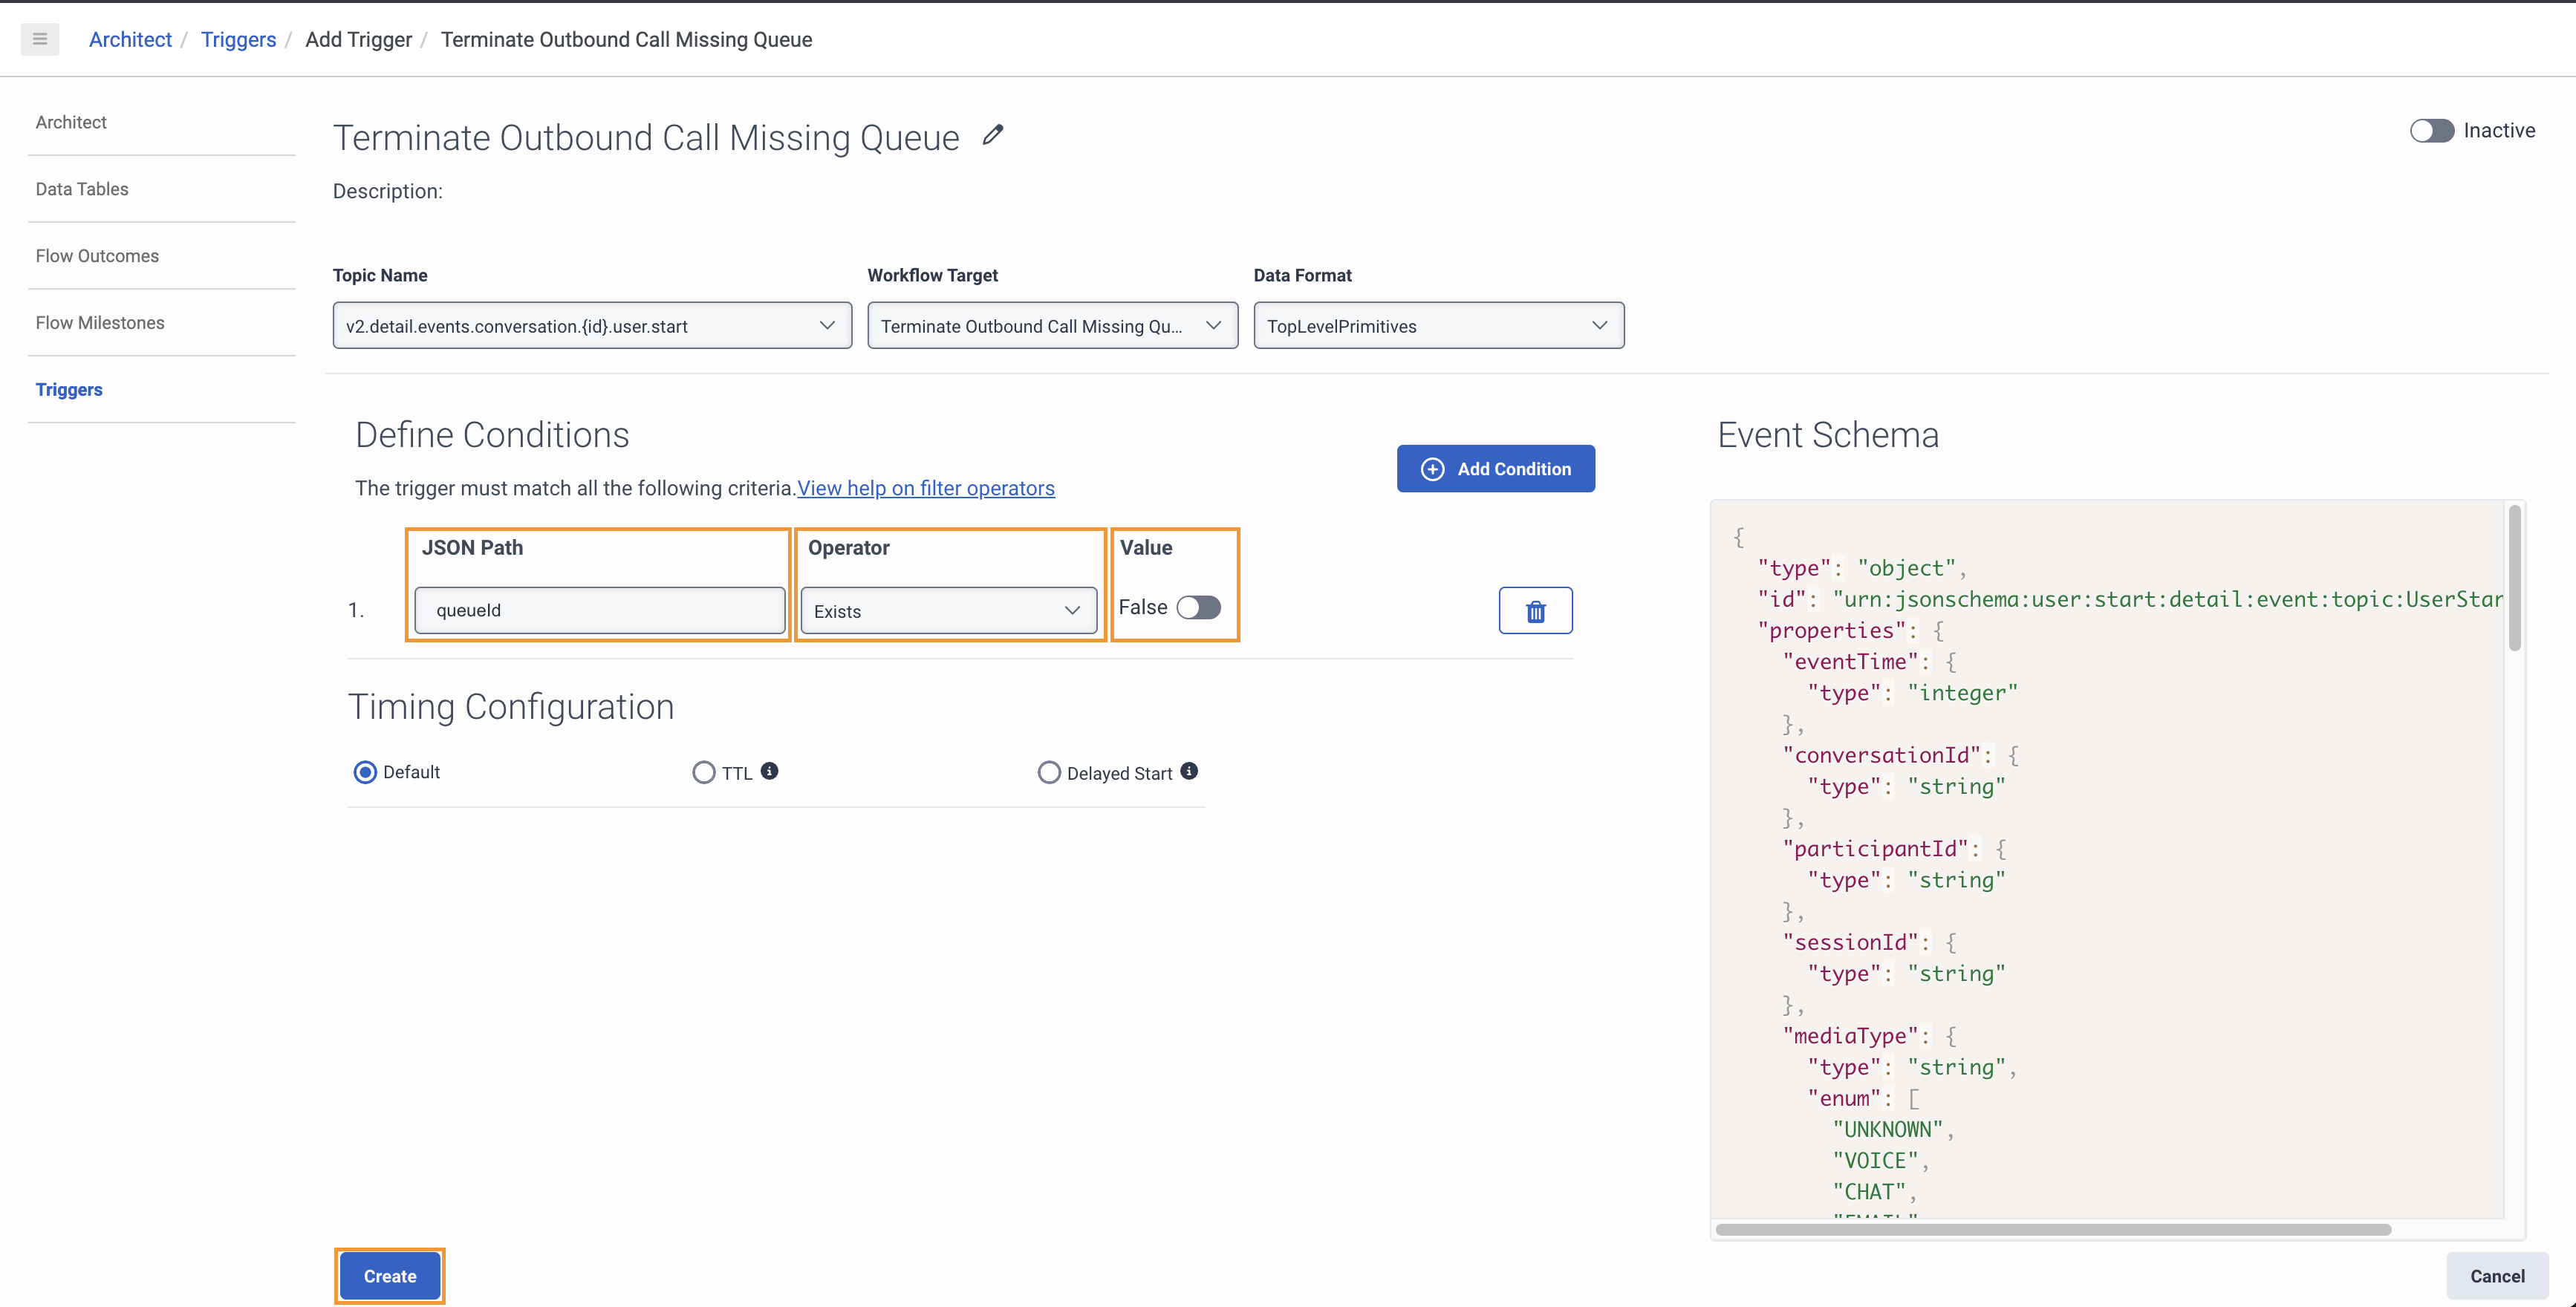 Architect / Triggers / Add Trigger / Terminate Outbound Call Missing Queue
Architect
Data Tables
Flow Outcomes
Flow Milestones
Triggers
Terminate Outbound Call Missing Queue
Inactive
Description:
Topic Name
Workflow Target
Data Format
v2.detail.events.conversation.{id}.user.start
Terminate Outbound Call Missing Qu...
TopLevelPrimitives
Define Conditions
The trigger must match all the following criteria.View help on filter operators
Add Condition
JSON Path
Operator
Value
1.
queueId
Exists
False
Timing Configuration
Default
TTL
Delayed Start
Event Schema
{
"type": "object",
"id": "urn:jsonschema:user:start:detail:event:topic:UserStar
"properties": {
"eventTime": {
"type": "integer"
},
"conversationId": {
"type": "string"
},
"participantId": {
"type": "string"
},
"sessionId": {
"type": "string"
},
"mediaType": {
"type": "string",
"enum": [
"UNKNOWN",
"VOICE",
"CHAT",
Create
Cancel